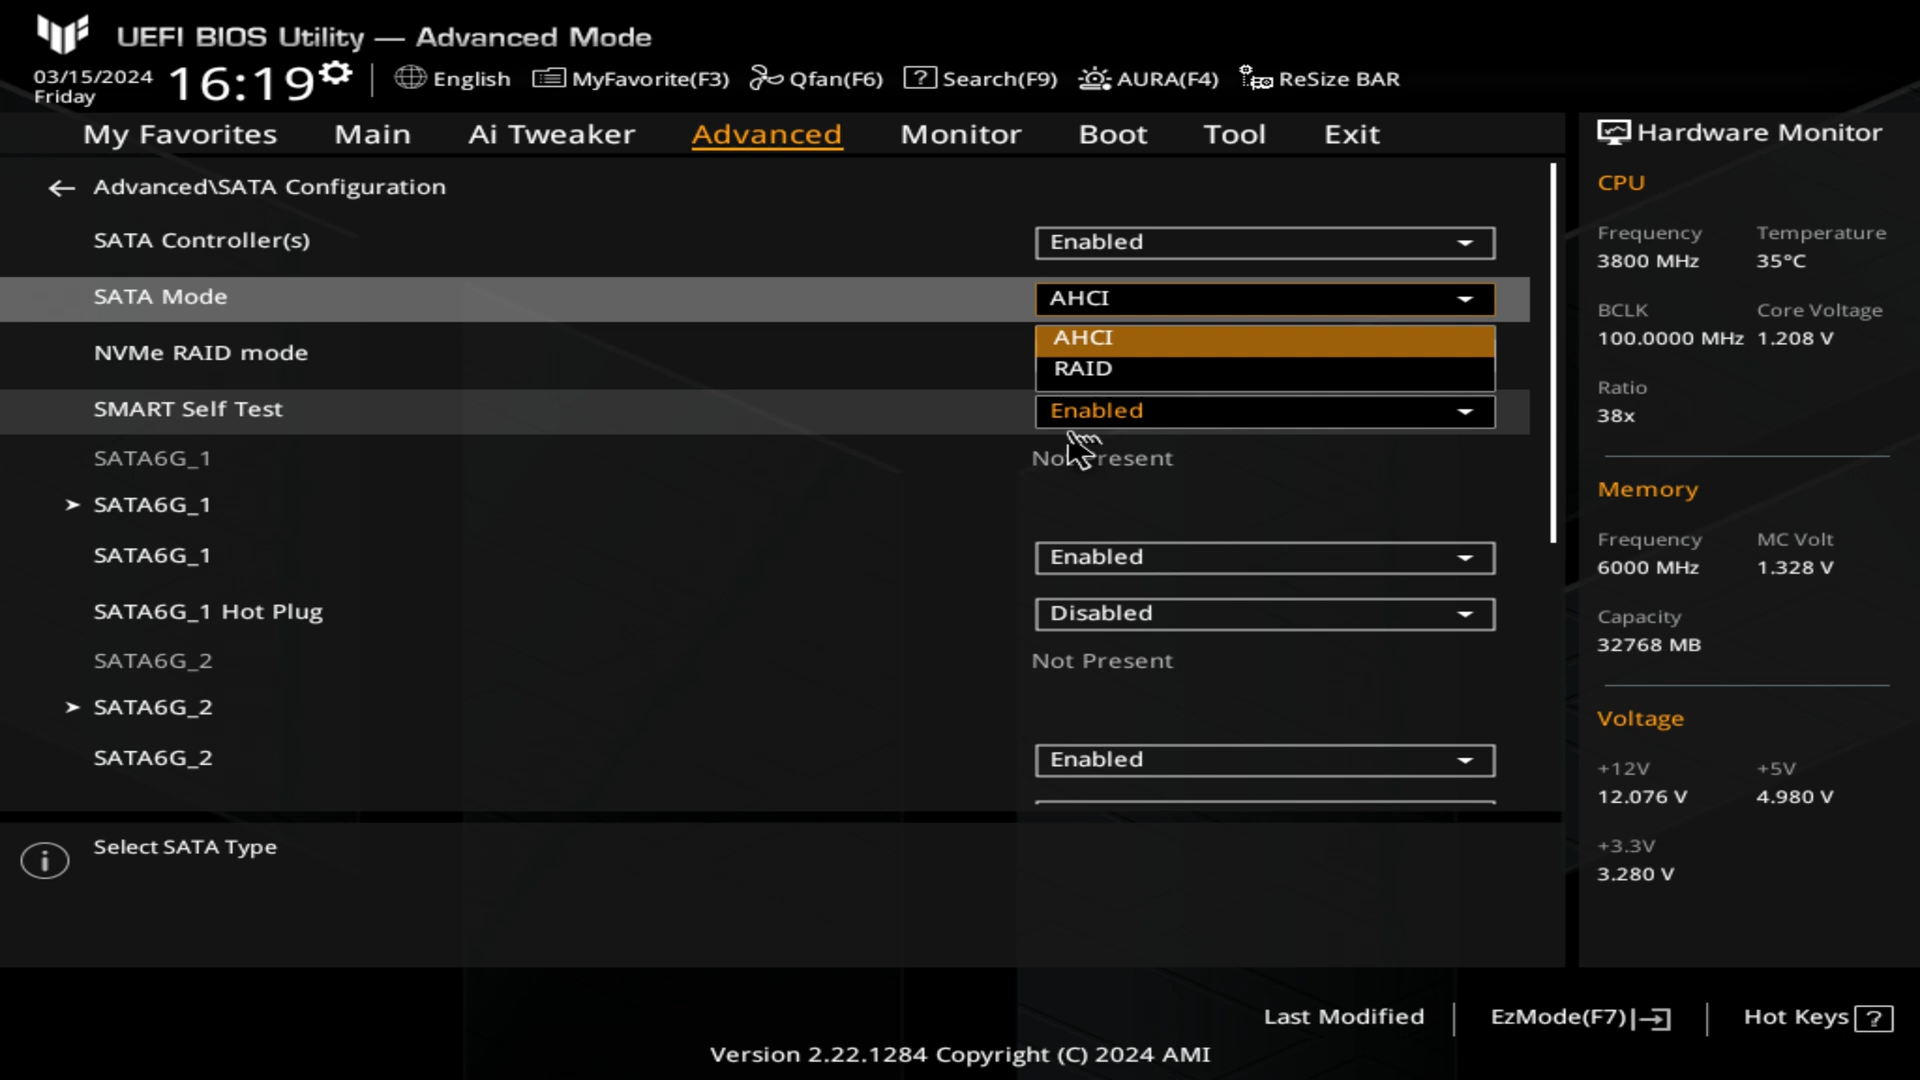 UEFI BIOS Utility — Advanced Mode
03/15/2024
Friday
16:19
English
MyFavorite(F3)
Qfan(F6)
? Search(F9)
AURA(F4)
ReSize BAR
My Favorites
Main
Ai Tweaker
Advanced
Monitor
Boot
Tool
Exit
Advanced\SATA Configuration
SATA Controller(s)
Enabled
SATA Mode
AHCI
AHCI
RAID
NVMe RAID mode
SMART Self Test
Enabled
SATA6G_1
Not Present
SATA6G_1
SATA6G_1
Enabled
SATA6G_1 Hot Plug
Disabled
SATA6G_2
Not Present
SATA6G_2
SATA6G_2
Enabled
i
Select SATA Type
Hardware Monitor
CPU
Frequency
Temperature
3800 MHz
35°C
BCLK
Core Voltage
100.0000 MHz
1.208 V
Ratio
38x
Memory
Frequency
MC Volt
6000 MHz
1.328 V
Capacity
32768 MB
Voltage
+12V
+5V
12.076 V
4.980 V
+3.3V
3.280 V
Last Modified
EzMode(F7)
Hot Keys ?
Version 2.22.1284 Copyright (C) 2024 AMI